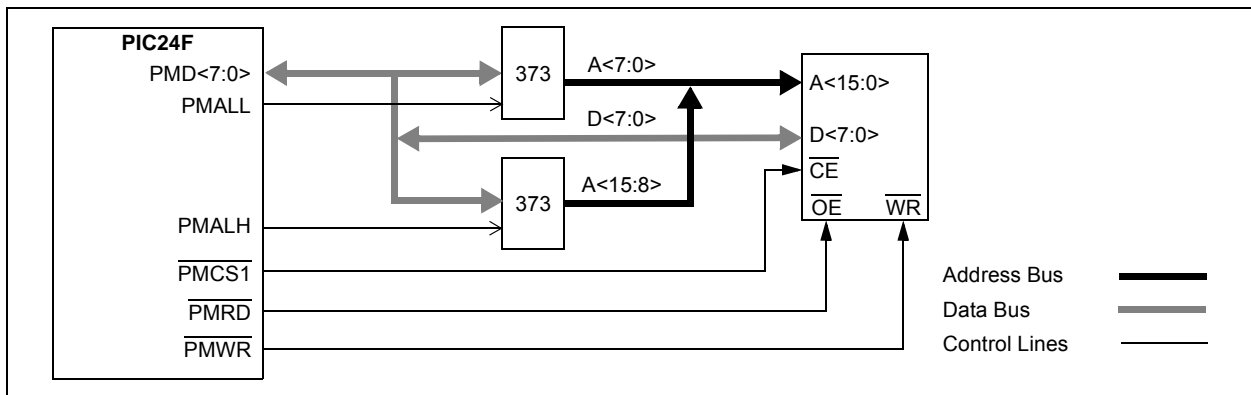 PIC24F
PMD<7:0>
PMALL
PMALH
PMCS1
PMRD
PMWR
373
373
A<7:0>
D<7:0>
A<15:8>
A<15:0>
D<7:0>
CE
OE WR
Address Bus
Data Bus
Control Lines